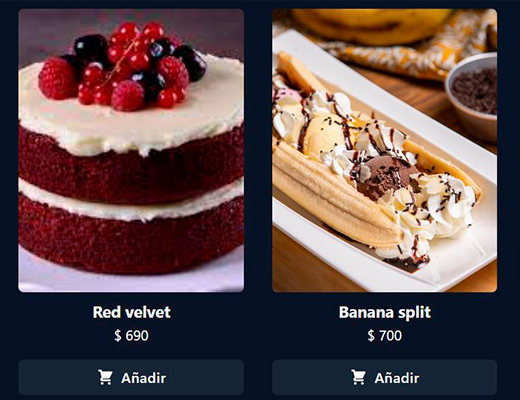 Red velvet
$ 690
Añadir
Banana split
$ 700
Añadir